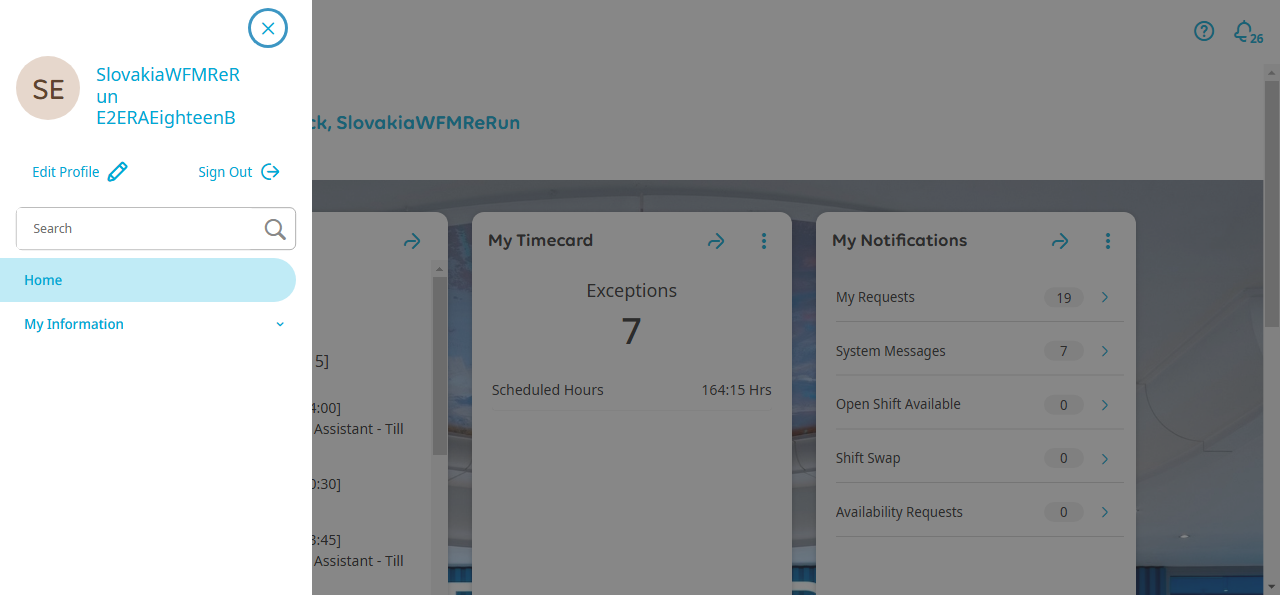 SE
SlovakiaWFMReR
un
E2ERAEighteenB
Edit Profile
Sign Out
Search
Home
My Information
26
ck, SlovakiaWFMReRun
5]
4:00]
Assistant - Till
0:30]
3:45]
Assistant - Till
My Timecard
Exceptions
7
Scheduled Hours 164:15 Hrs
My Notifications
My Requests 19
System Messages 7
Open Shift Available 0
Shift Swap 0
Availability Requests 0